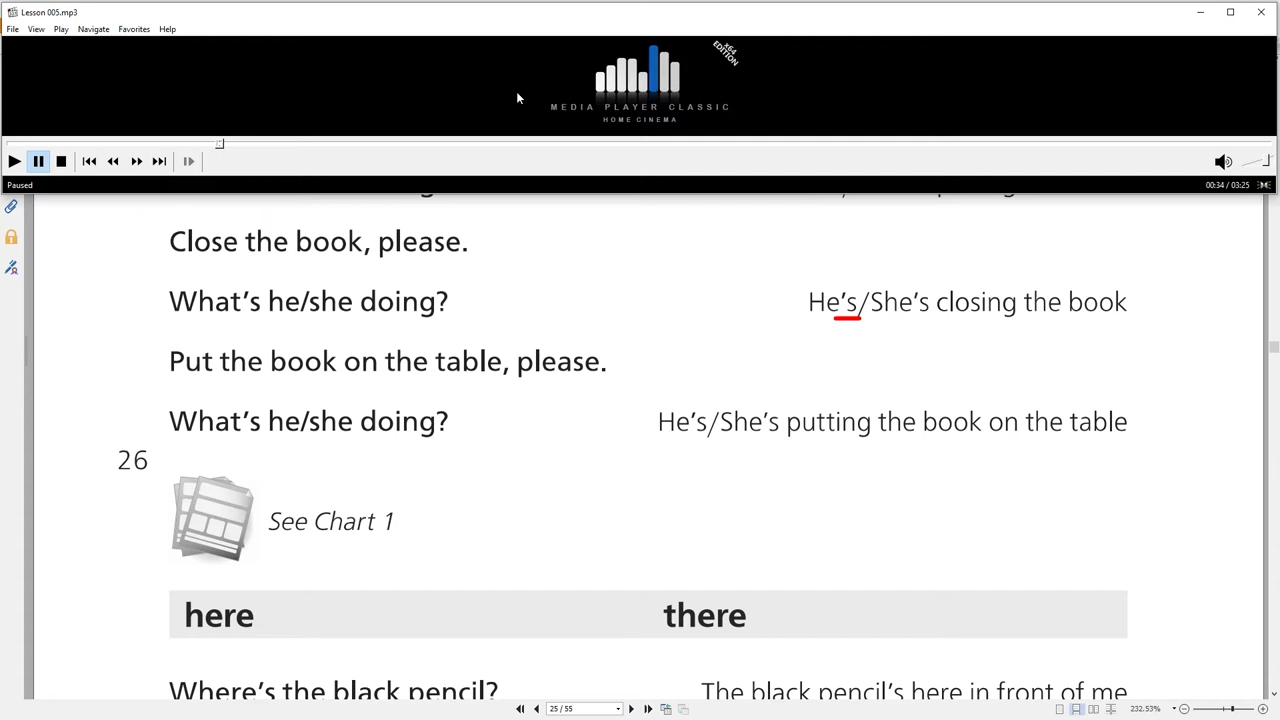 Lesson 005.mp3
File View Play Navigate Favorites Help
x64 EDITION
MEDIA PLAYER CLASSIC
HOME CINEMA
Paused 00:34 / 03:25
Close the book, please.
What's he/she doing? He's/She's closing the book
Put the book on the table, please.
What's he/she doing? He's/She's putting the book on the table
26
See Chart 1
here there
Where's the black pencil? The black pencil's here in front of me
25 / 55 232.53%